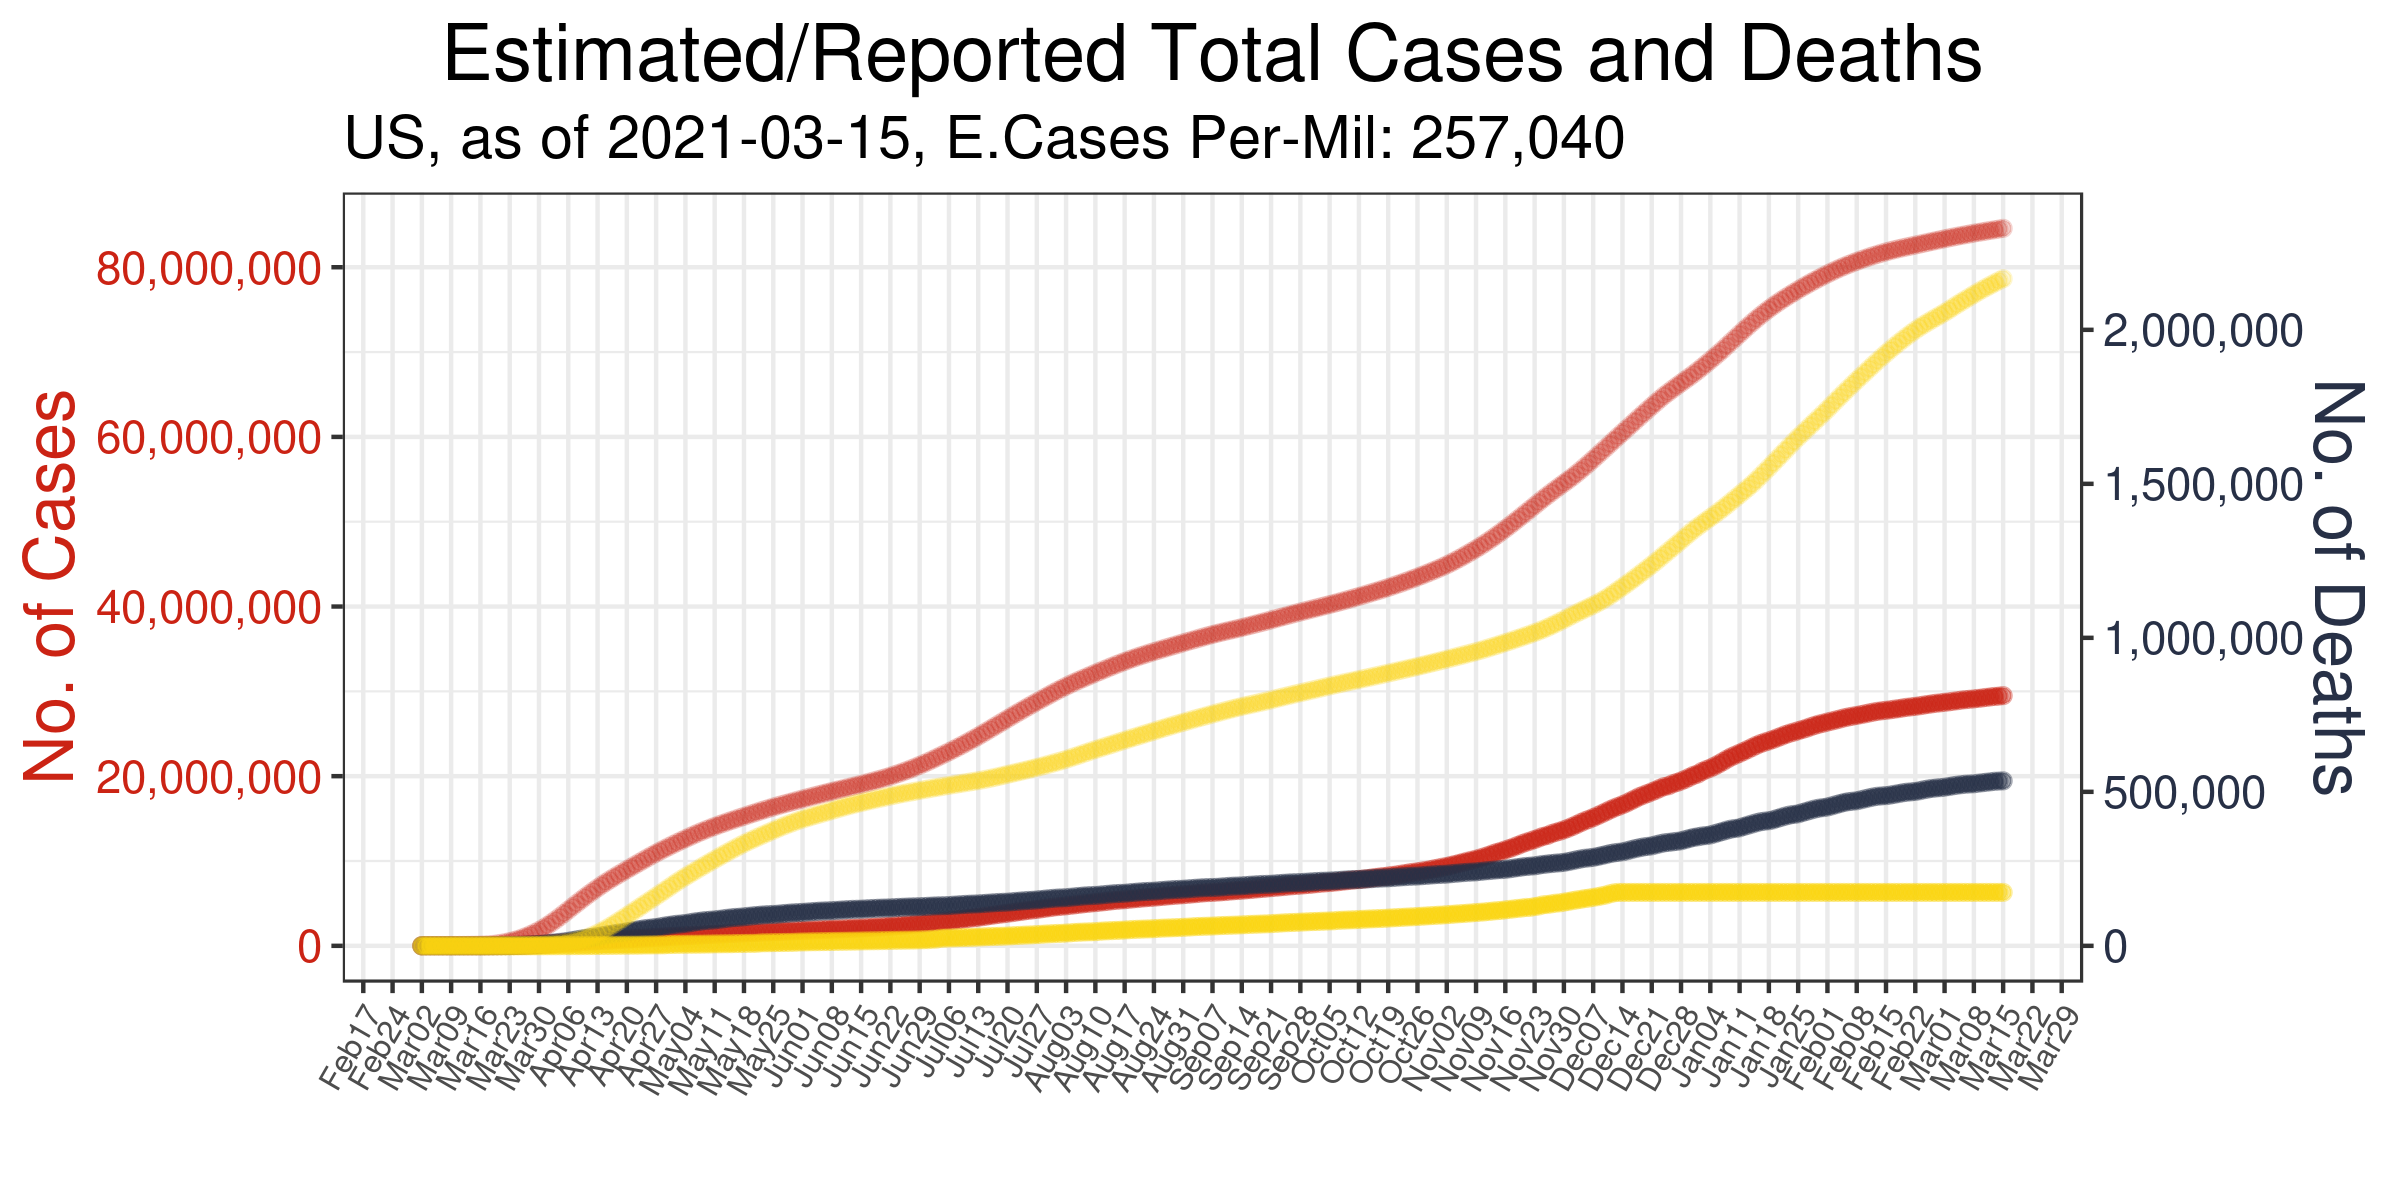 Estimated/Reported Total Cases and Deaths
US, as of 2021-03-15, E.Cases Per-Mil: 257,040
No. of Cases
80,000,000
60,000,000
40,000,000
20,000,000
0
2,000,000
1,500,000
1,000,000
500,000
0
No. of Deaths
Feb17
Feb24
Mar02
Mar09
Mar16
Mar23
Mar30
Apr06
Apr13
Apr20
Apr27
May04
May11
May18
May25
Jun01
Jun08
Jun15
Jun22
Jun29
Jul06
Jul13
Jul20
Jul27
Aug03
Aug10
Aug17
Aug24
Aug31
Sep07
Sep14
Sep21
Sep28
Oct05
Oct12
Oct19
Oct26
Nov02
Nov09
Nov16
Nov23
Nov30
Dec07
Dec14
Dec21
Dec28
Jan04
Jan11
Jan18
Jan25
Feb01
Feb08
Feb15
Feb22
Mar01
Mar08
Mar15
Mar22
Mar29